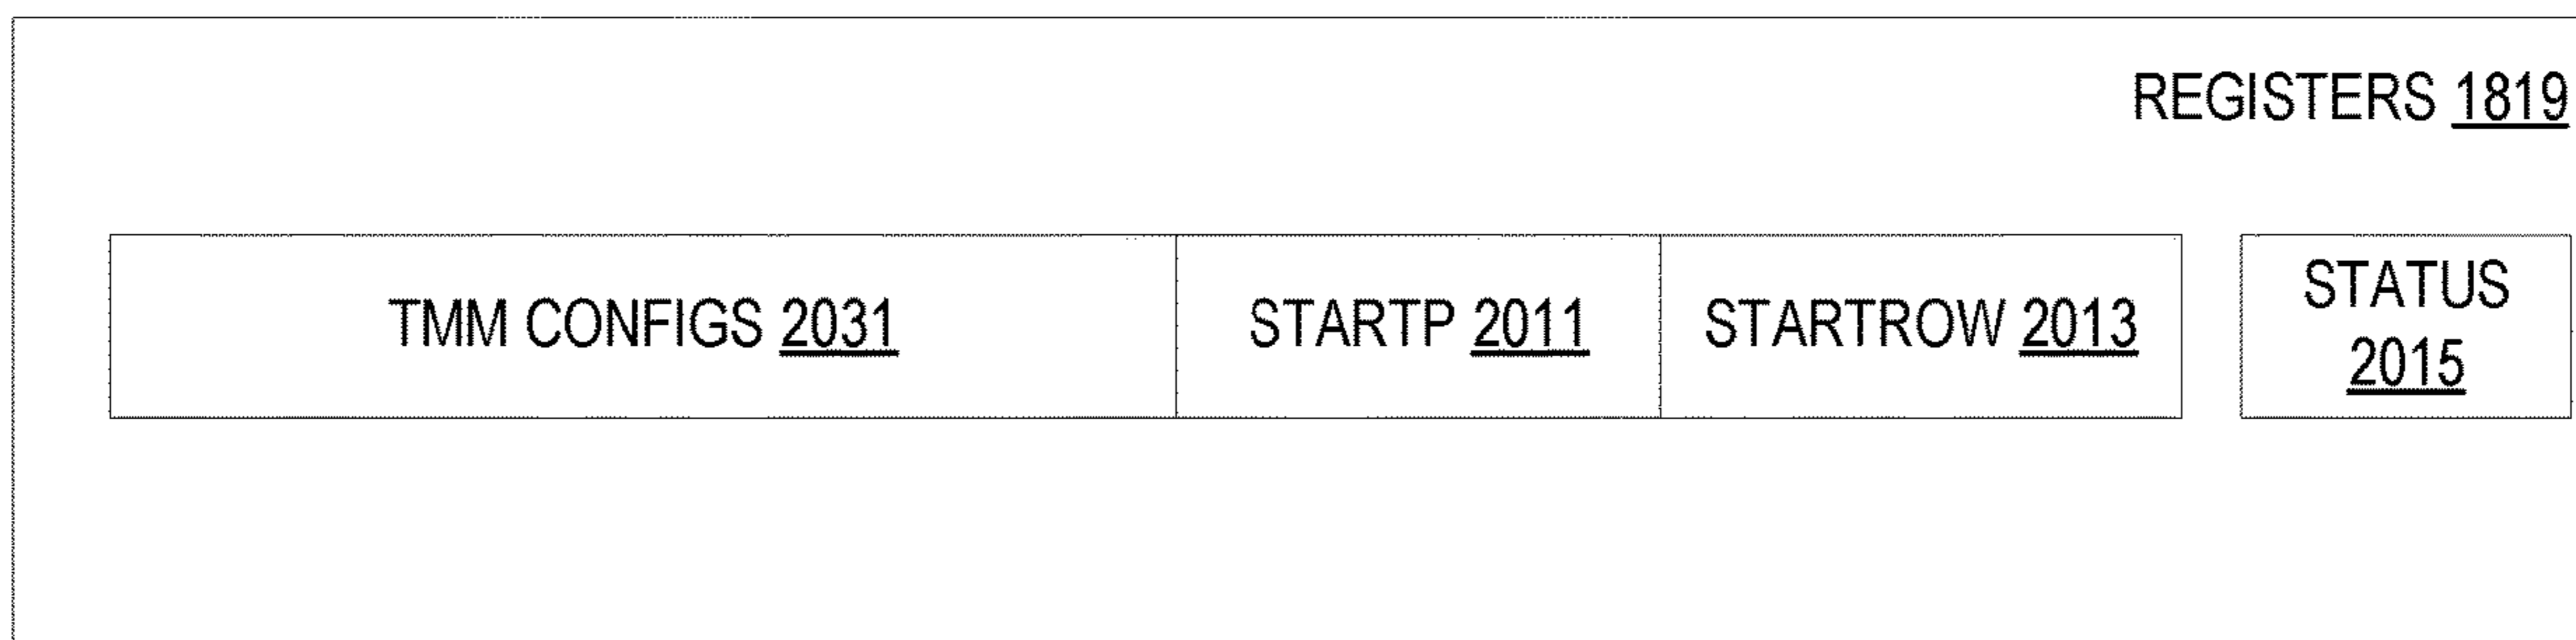 REGISTERS 1819
TMM CONFIGS 2031
STARTP 2011
STARTROW 2013
STATUS
2015